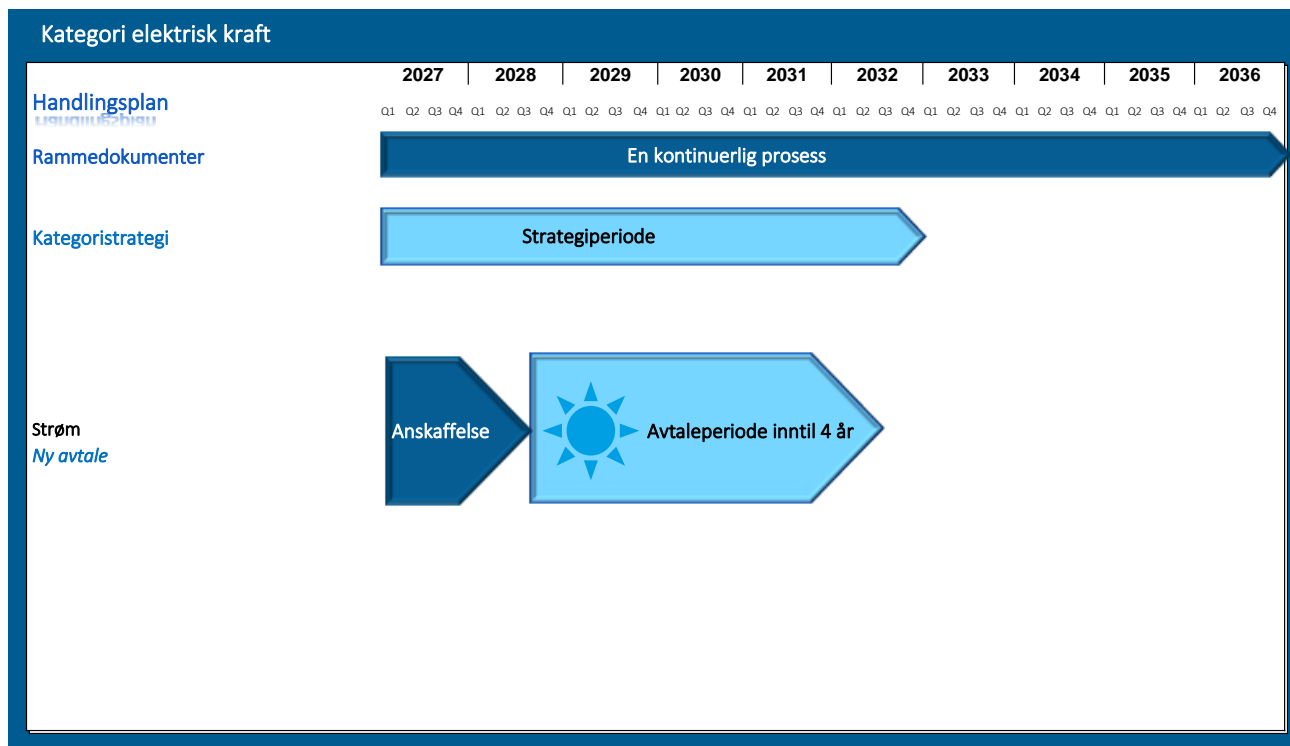 Kategori elektrisk kraft
2027 2028 2029 2030 2031 2032 2033 2034 2035 2036
Handlingsplan
Q1 Q2 Q3 Q4 Q1 Q2 Q3 Q4 Q1 Q2 Q3 Q4 Q1 Q2 Q3 Q4 Q1 Q2 Q3 Q4 Q1 Q2 Q3 Q4 Q1 Q2 Q3 Q4 Q1 Q2 Q3 Q4 Q1 Q2 Q3 Q4 Q1 Q2 Q3 Q4
Rammedokumenter
En kontinuerlig prosess
Kategoristrategi
Strategiperiode
Strøm
Ny avtale
Anskaffelse
Avtaleperiode inntil 4 år